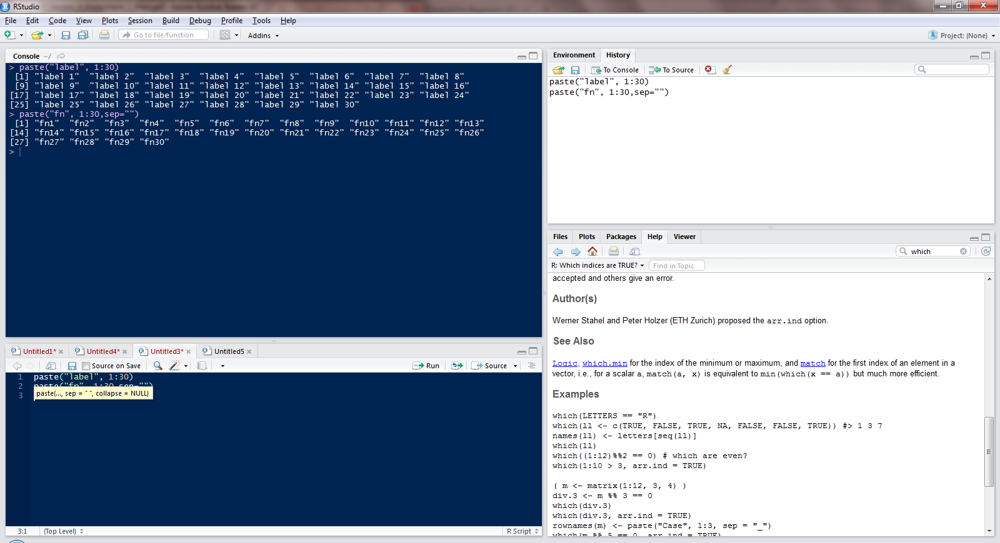 RStudio
File Edit Code View Plots Session Build Debug Profile Tools Help
Go to file/function Addins Project: (None)
Console ~/
> paste("label", 1:30)
[1] "label 1" "label 2" "label 3" "label 4" "label 5" "label 6" "label 7" "label 8"
[9] "label 9" "label 10" "label 11" "label 12" "label 13" "label 14" "label 15" "label 16"
[17] "label 17" "label 18" "label 19" "label 20" "label 21" "label 22" "label 23" "label 24"
[25] "label 25" "label 26" "label 27" "label 28" "label 29" "label 30"
> paste("fn", 1:30,sep="")
[1] "fn1" "fn2" "fn3" "fn4" "fn5" "fn6" "fn7" "fn8" "fn9" "fn10" "fn11" "fn12" "fn13"
[14] "fn14" "fn15" "fn16" "fn17" "fn18" "fn19" "fn20" "fn21" "fn22" "fn23" "fn24" "fn25" "fn26"
[27] "fn27" "fn28" "fn29" "fn30"
>
Untitled1* Untitled4* Untitled3* Untitled5
Source on Save Run Source
1 paste("label", 1:30)
2 paste("fn", 1:30,sep="")
3
paste(..., sep = " ", collapse = NULL)
3:1 (Top Level) R Script
Environment History
To Console To Source
paste("label", 1:30)
paste("fn", 1:30,sep="")
Files Plots Packages Help Viewer
which
R: Which indices are TRUE? Find in Topic
accepted and others give an error.
Author(s)
Werner Stahel and Peter Holzer (ETH Zurich) proposed the arr.ind option.
See Also
Logic, which.min for the index of the minimum or maximum, and match for the first index of an element in a
vector, i.e., for a scalar a, match(a, x) is equivalent to min(which(x == a)) but much more efficient.
Examples
which(LETTERS == "R")
which(ll <- c(TRUE, FALSE, TRUE, NA, FALSE, FALSE, TRUE)) #> 1 3 7
names(ll) <- letters[seq(ll)]
which(ll)
which((1:12)%%2 == 0) # which are even?
which(1:10 > 3, arr.ind = TRUE)
( m <- matrix(1:12, 3, 4) )
div.3 <- m %% 3 == 0
which(div.3)
which(div.3, arr.ind = TRUE)
rownames(m) <- paste("Case", 1:3, sep = "_")
which(m %% 5 == 0, arr.ind = TRUE)